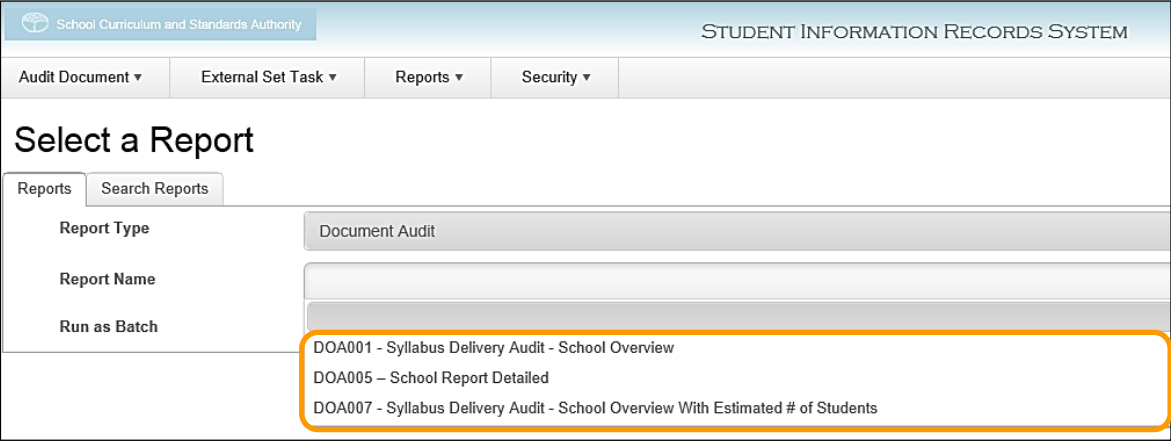 School Curriculum and Standards Authority
STUDENT INFORMATION RECORDS SYSTEM
Audit Document ▾ External Set Task ▾ Reports ▾ Security ▾
Select a Report
Reports Search Reports
Report Type Document Audit
Report Name
Run as Batch
DOA001 - Syllabus Delivery Audit - School Overview
DOA005 – School Report Detailed
DOA007 - Syllabus Delivery Audit - School Overview With Estimated # of Students